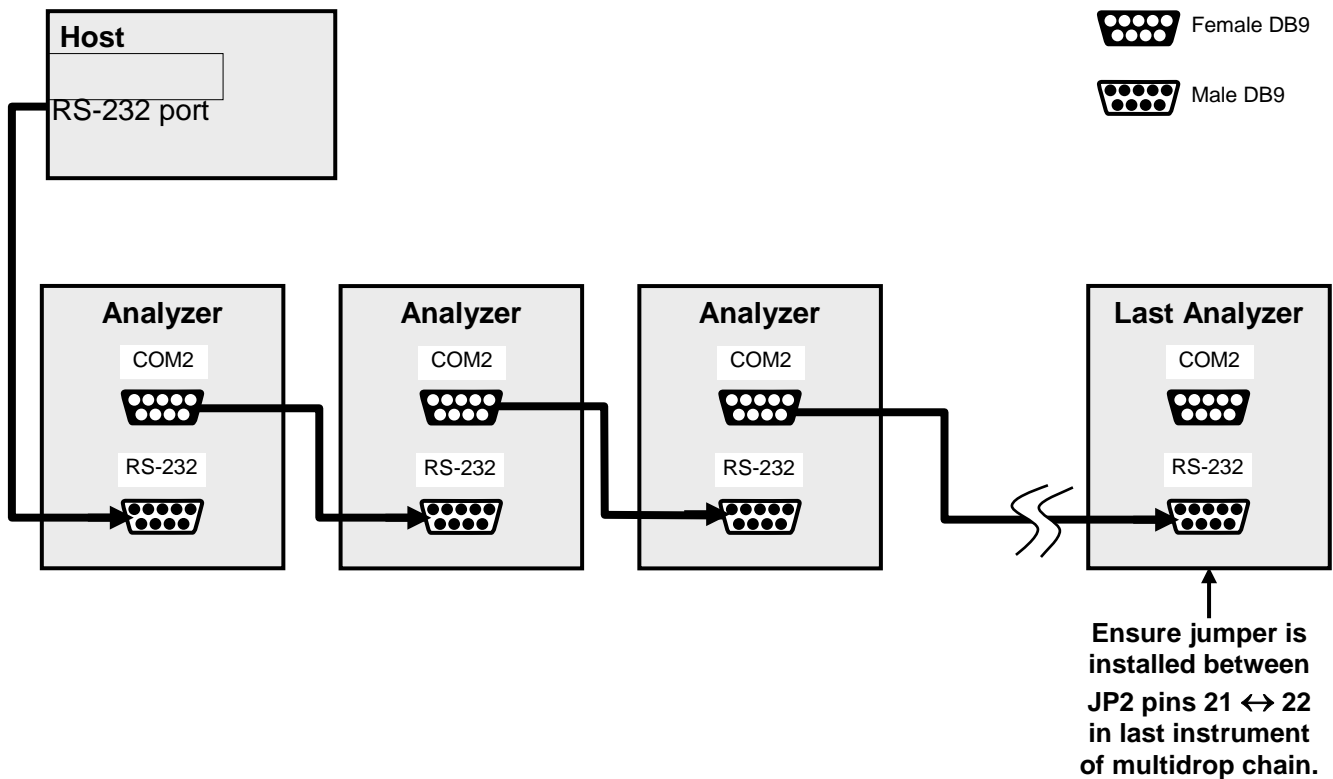 Host
RS-232 port
Female DB9
Male DB9
Analyzer
COM2
RS-232
Analyzer
COM2
RS-232
Analyzer
COM2
RS-232
Last Analyzer
COM2
RS-232
Ensure jumper is
installed between
JP2 pins 21 ↔ 22
in last instrument
of multidrop chain.